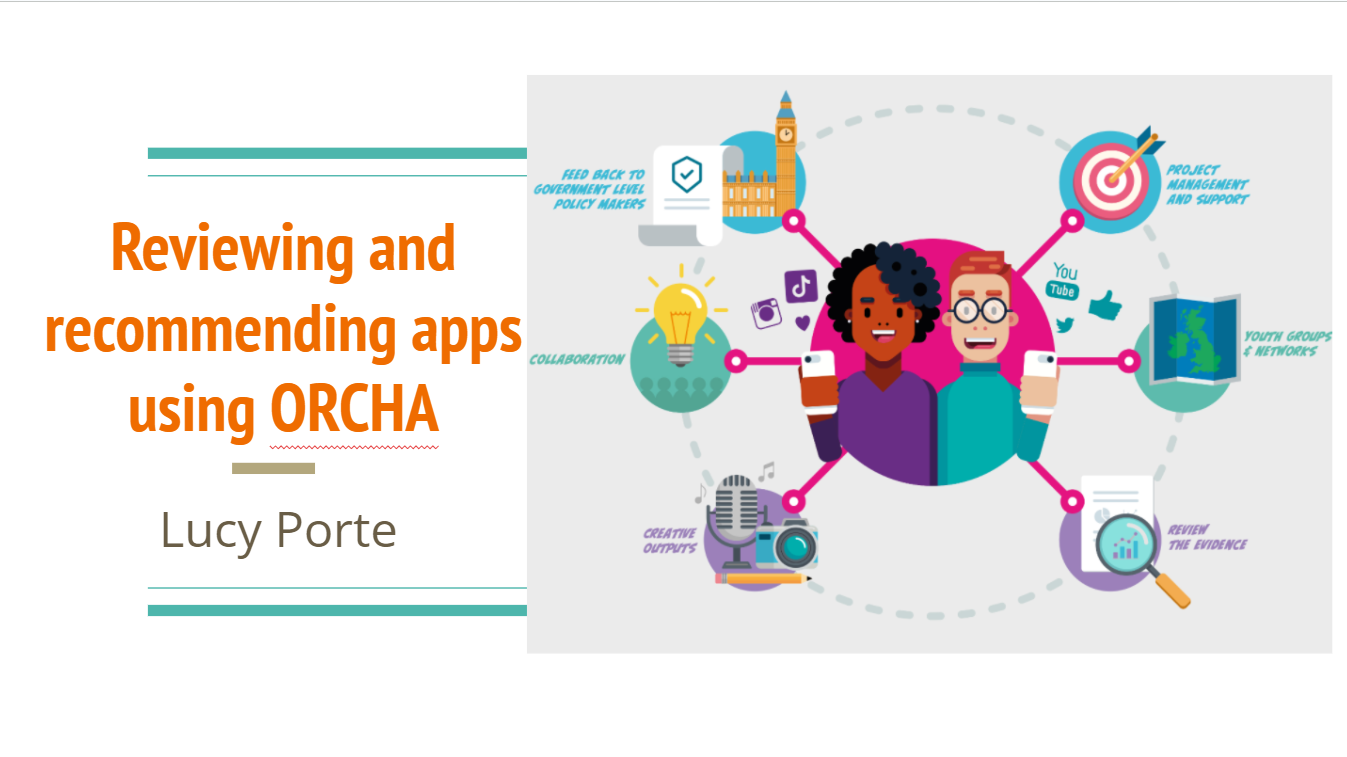 Reviewing and
recommending apps
using ORCHA
Lucy Porte
FEED BACK TO
GOVERNMENT LEVEL
POLICY MAKERS
PROJECT
MANAGEMENT
AND SUPPORT
You
Tube
COLLABORATION
YOUTH GROUPS
& NETWORKS
CREATIVE
OUTPUTS
REVIEW
THE EVIDENCE